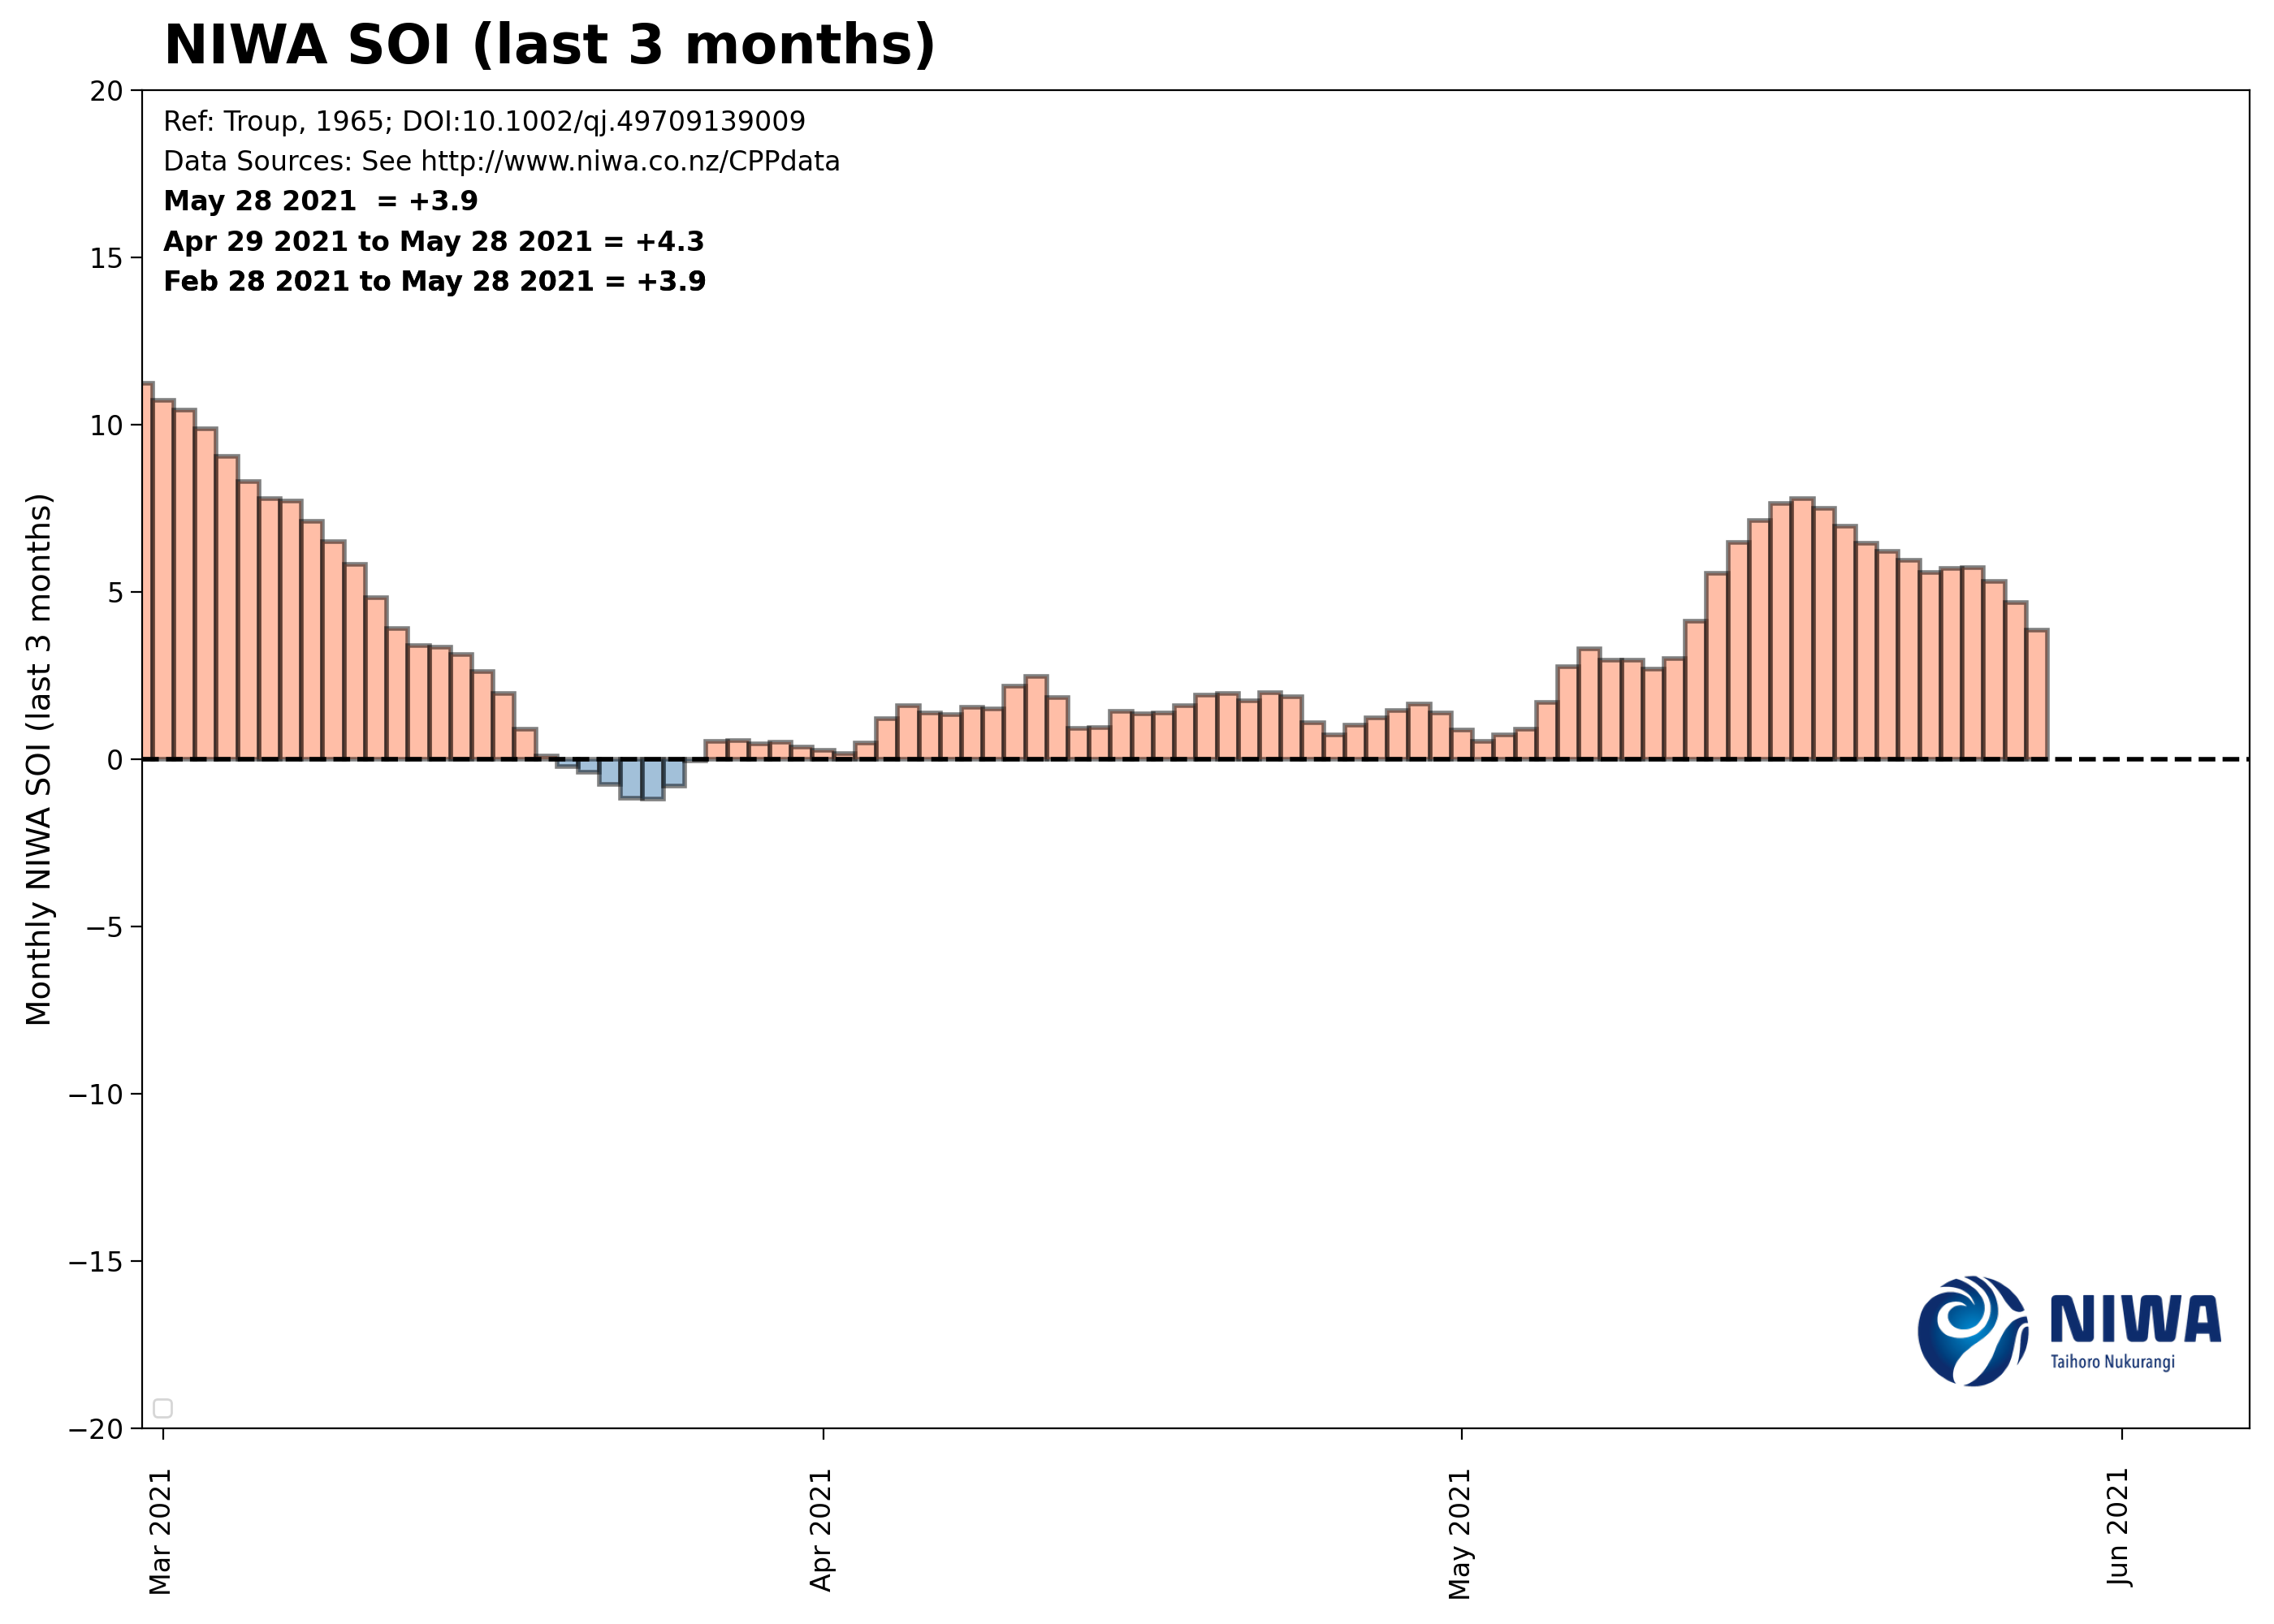 NIWA SOI (last 3 months)
Ref: Troup, 1965; DOI:10.1002/qj.49709139009
Data Sources: See http://www.niwa.co.nz/CPPdata
May 28 2021  = +3.9
Apr 29 2021 to May 28 2021 = +4.3
Feb 28 2021 to May 28 2021 = +3.9
Monthly NIWA SOI (last 3 months)
20
15
10
5
0
−5
−10
−15
−20
NIWA
Taihoro Nukurangi
Mar 2021
Apr 2021
May 2021
Jun 2021